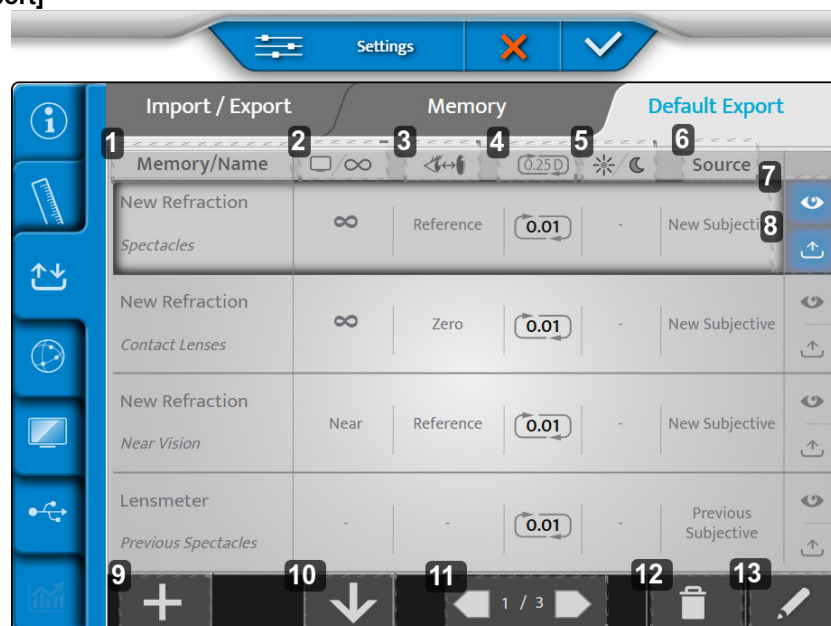 ort]
Settings
Import / Export
Memory
Default Export
1
2
3
4
5
6
Memory/Name
/∞
0.25 D
/
Source
7
New Refraction
Spectacles
∞
Reference
0.01
-
New Subjecti
8
New Refraction
Contact Lenses
∞
Zero
0.01
-
New Subjective
New Refraction
Near Vision
Near
Reference
0.01
-
New Subjective
Lensmeter
Previous Spectacles
-
-
0.01
-
Previous
Subjective
9
10
11
1 / 3
12
13